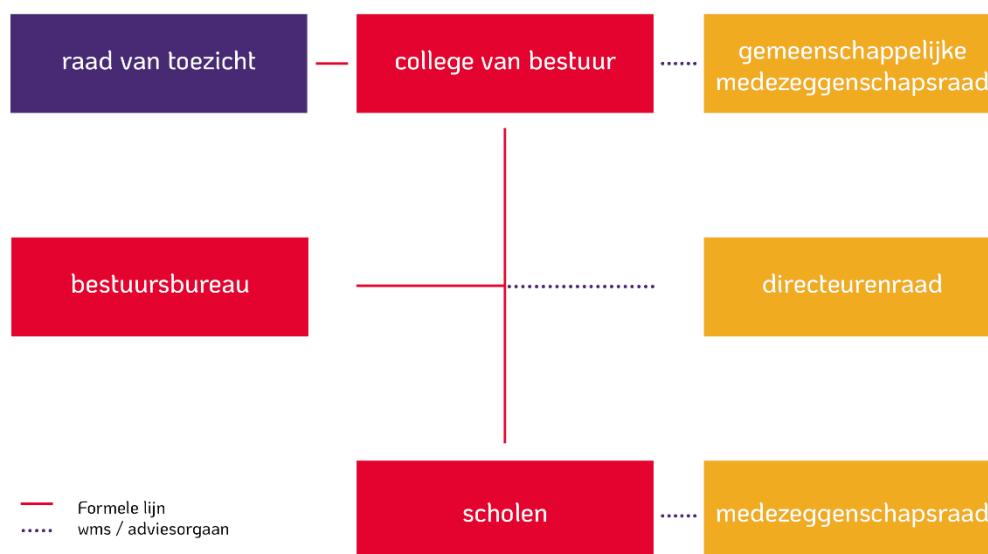 raad van toezicht
college van bestuur
gemeenschappelijke
medezeggenschapsraad
bestuursbureau
directeurenraad
scholen
medezeggenschapsraad
Formele lijn
wms / adviesorgaan